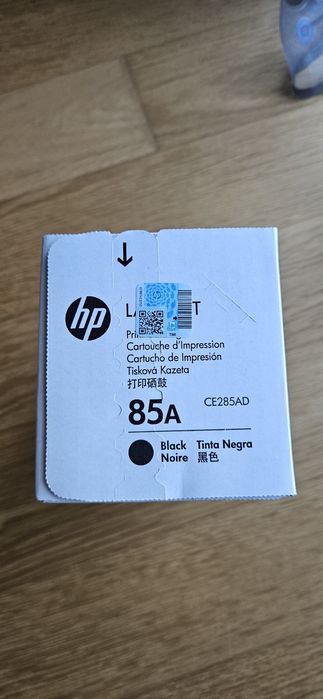 hp
Cartouche d'Impression
Cartucho de Impresión
Tisková Kazeta
打印硒鼓
85A CE285AD
Black Tinta Negra
Noire 黑色